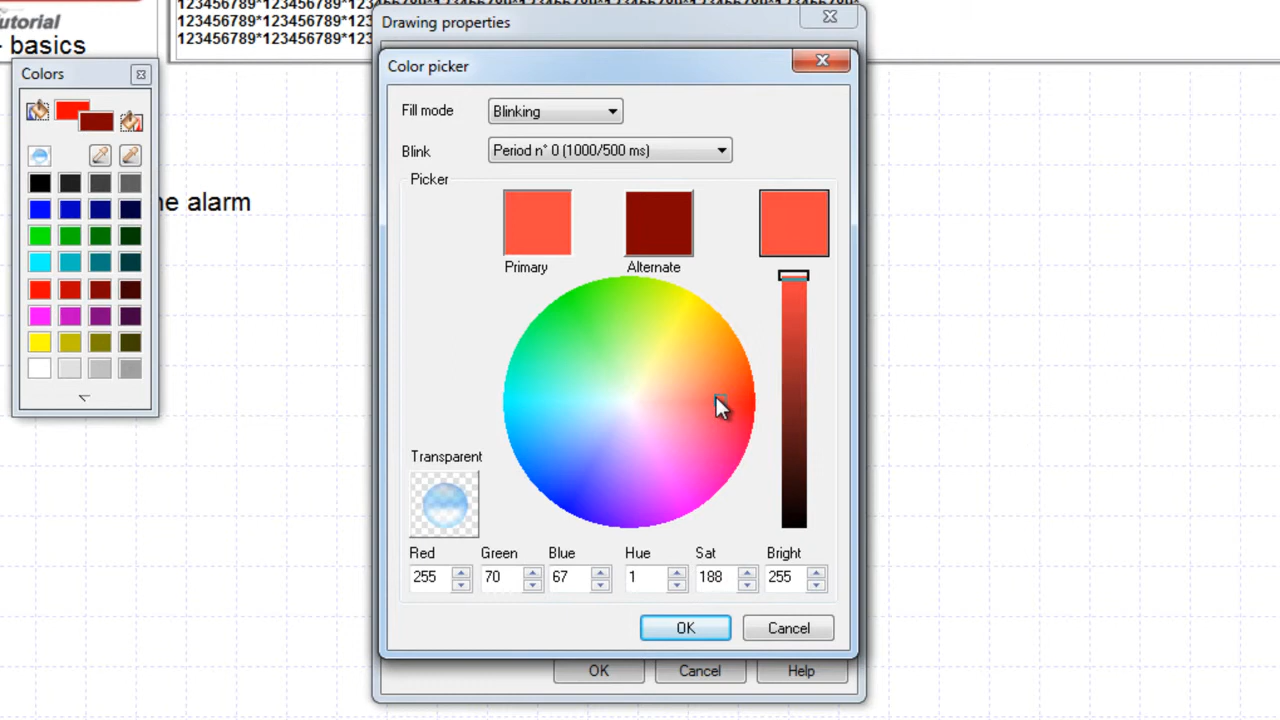 utorial
- basics
123456789*123456789*123
123456789*123456789*123
123456789*123456789*123
Drawing properties
Colors
Color picker
Fill mode
Blinking
Blink
Period n° 0 (1000/500 ms)
Picker
he alarm
Primary
Alternate
Transparent
Red
Green
Blue
Hue
Sat
Bright
255
70
67
1
188
255
OK
Cancel
OK
Cancel
Help